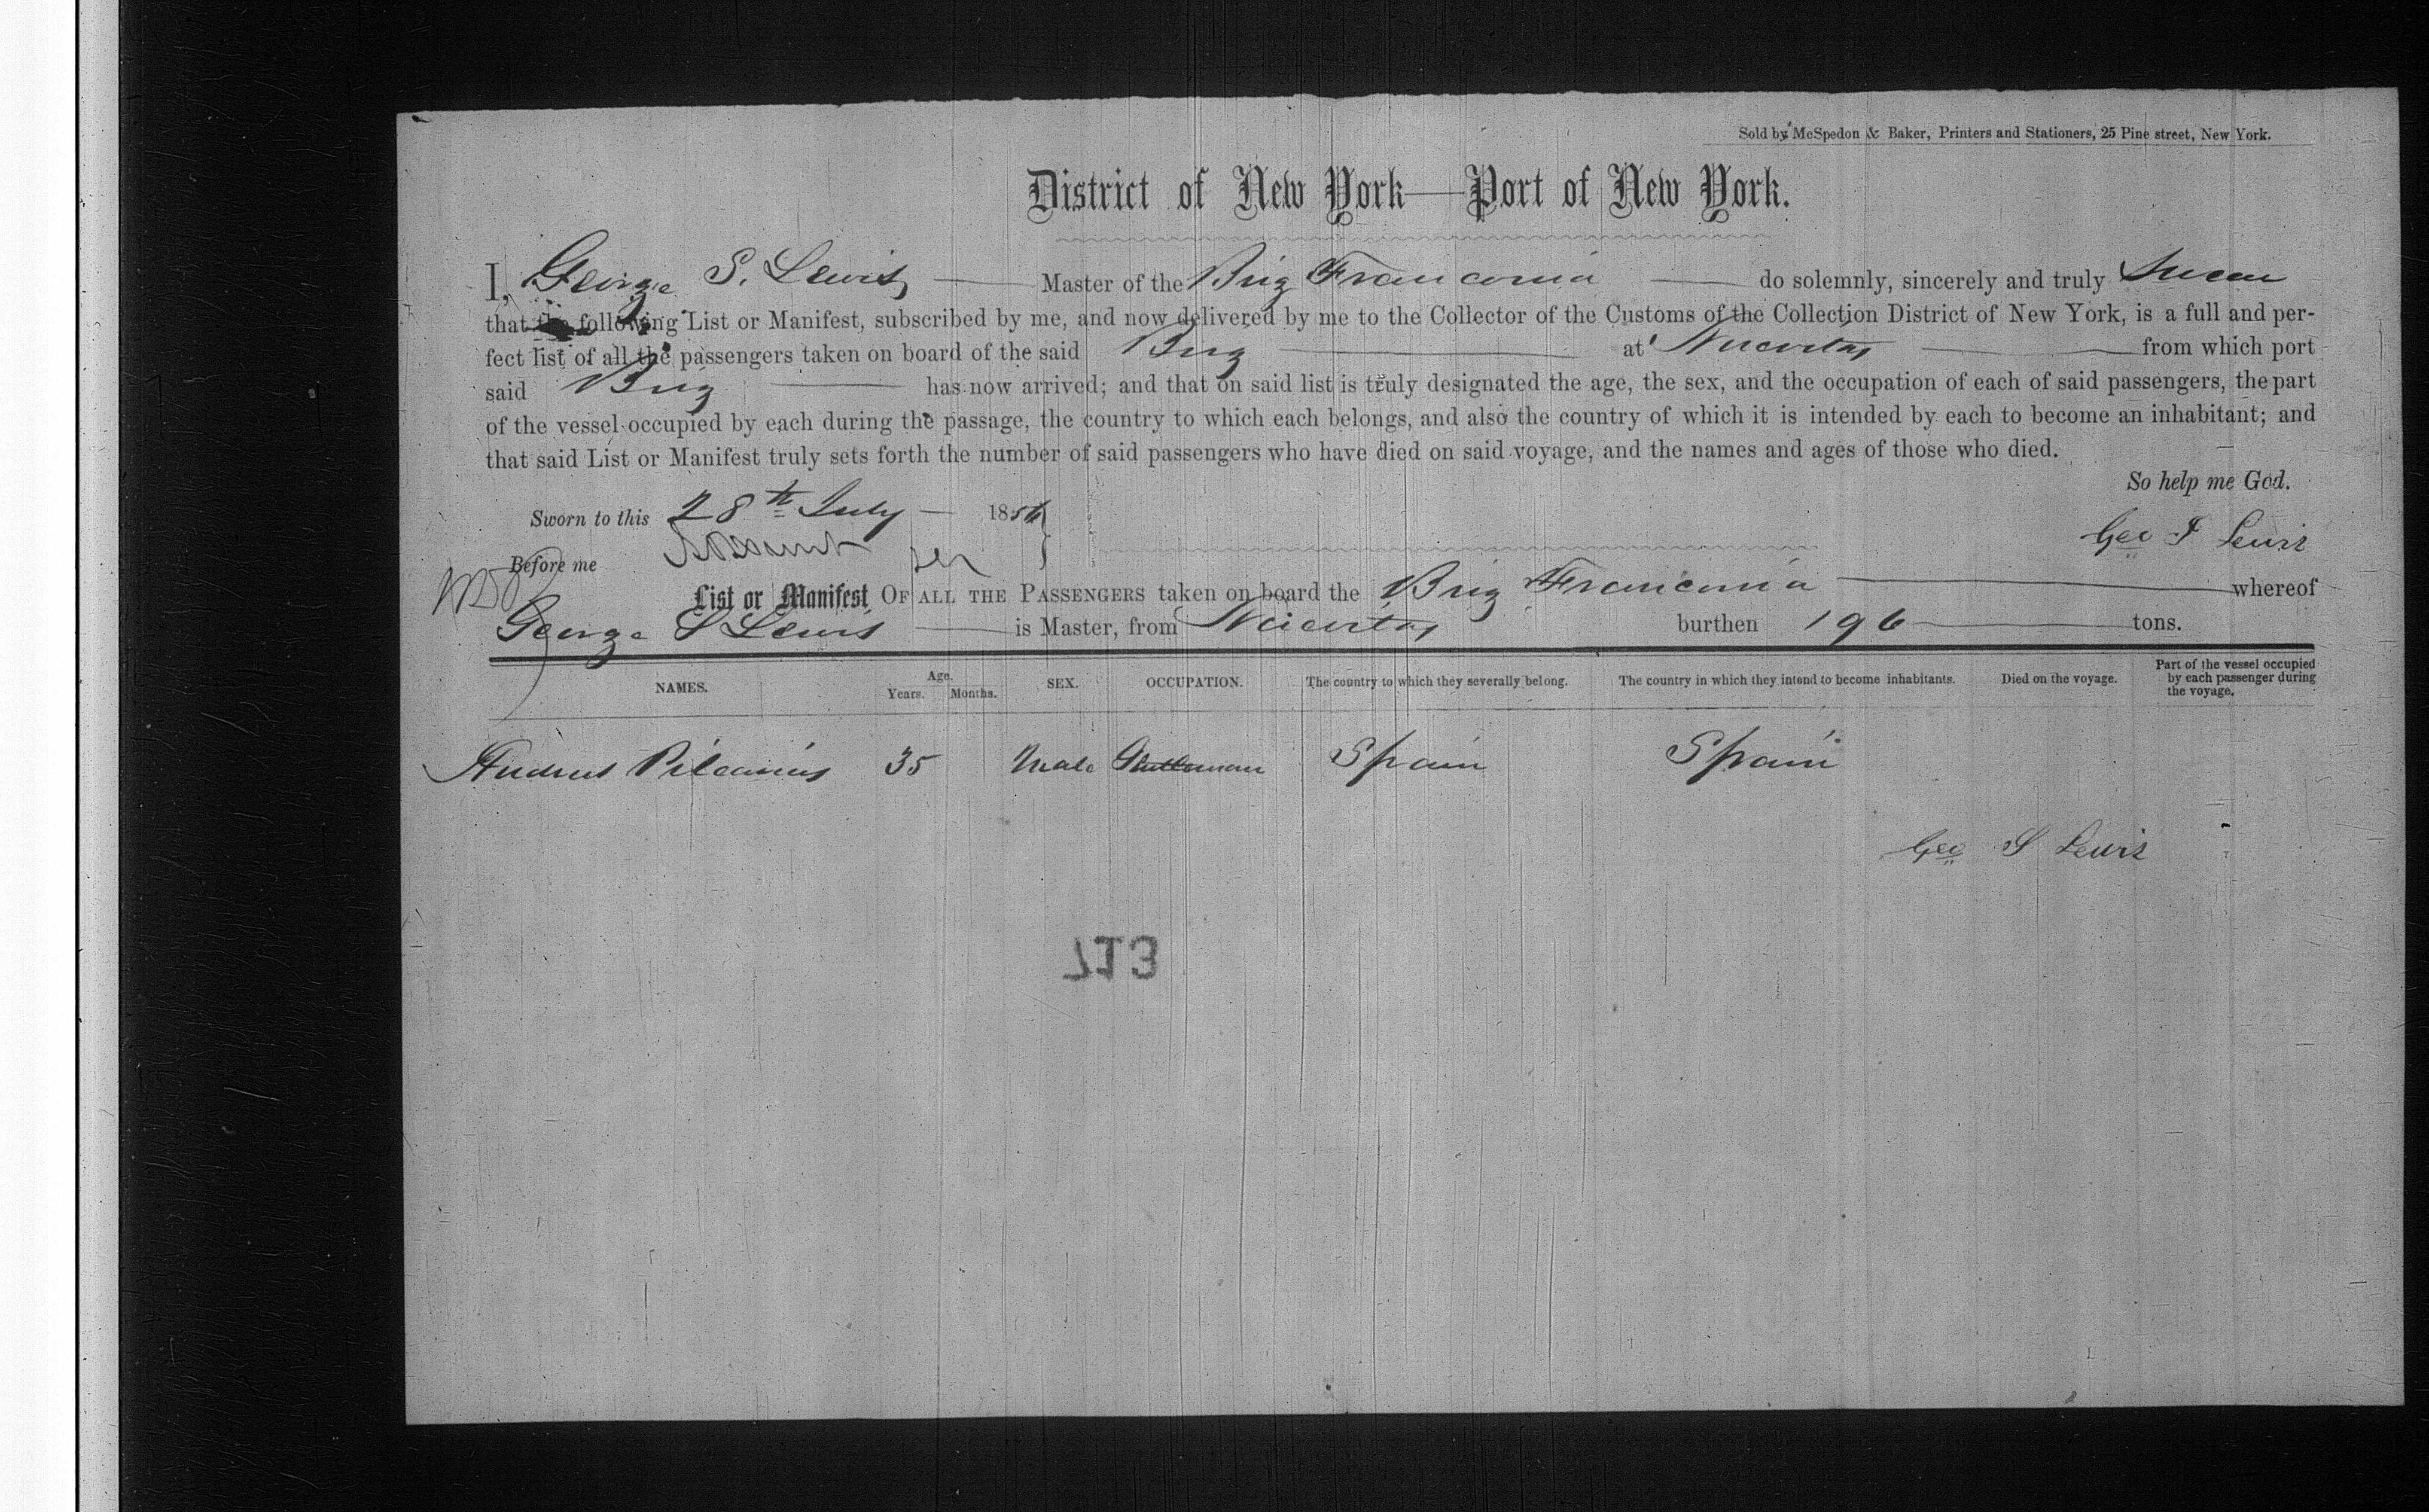 Sold by McSpedon & Baker, Printers and Stationers, 25 Pine street, New York.
District of New York—Port of New York.
I, George S. Lewis Master of the Brig Franconia do solemnly, sincerely and truly Swear
that the following List or Manifest, subscribed by me, and now delivered by me to the Collector of the Customs of the Collection District of New York, is a full and per-
fect list of all the passengers taken on board of the said Brig at Nuevitas from which port
said Brig has now arrived; and that on said list is truly designated the age, the sex, and the occupation of each of said passengers, the part
of the vessel occupied by each during the passage, the country to which each belongs, and also the country of which it is intended by each to become an inhabitant; and
that said List or Manifest truly sets forth the number of said passengers who have died on said voyage, and the names and ages of those who died.
So help me God.
Sworn to this 28th July 185
Geo S Lewis
Before me
List or Manifest OF ALL THE PASSENGERS taken on board the Brig Franconia whereof
George S Lewis is Master, from Nuevitas burthen 196 tons.
NAMES. Age. Years. Months. SEX. OCCUPATION. The country to which they severally belong. The country in which they intend to become inhabitants. Died on the voyage. Part of the vessel occupied by each passenger during the voyage.
35 Male Gentleman Spain Spain
Geo S Lewis
713